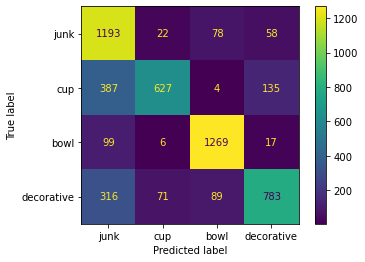 junk 1193 22 78 58
cup 387 627 4 135
bowl 99 6 1269 17
decorative 316 71 89 783
junk cup bowl decorative
Predicted label
True label
1200
1000
800
600
400
200